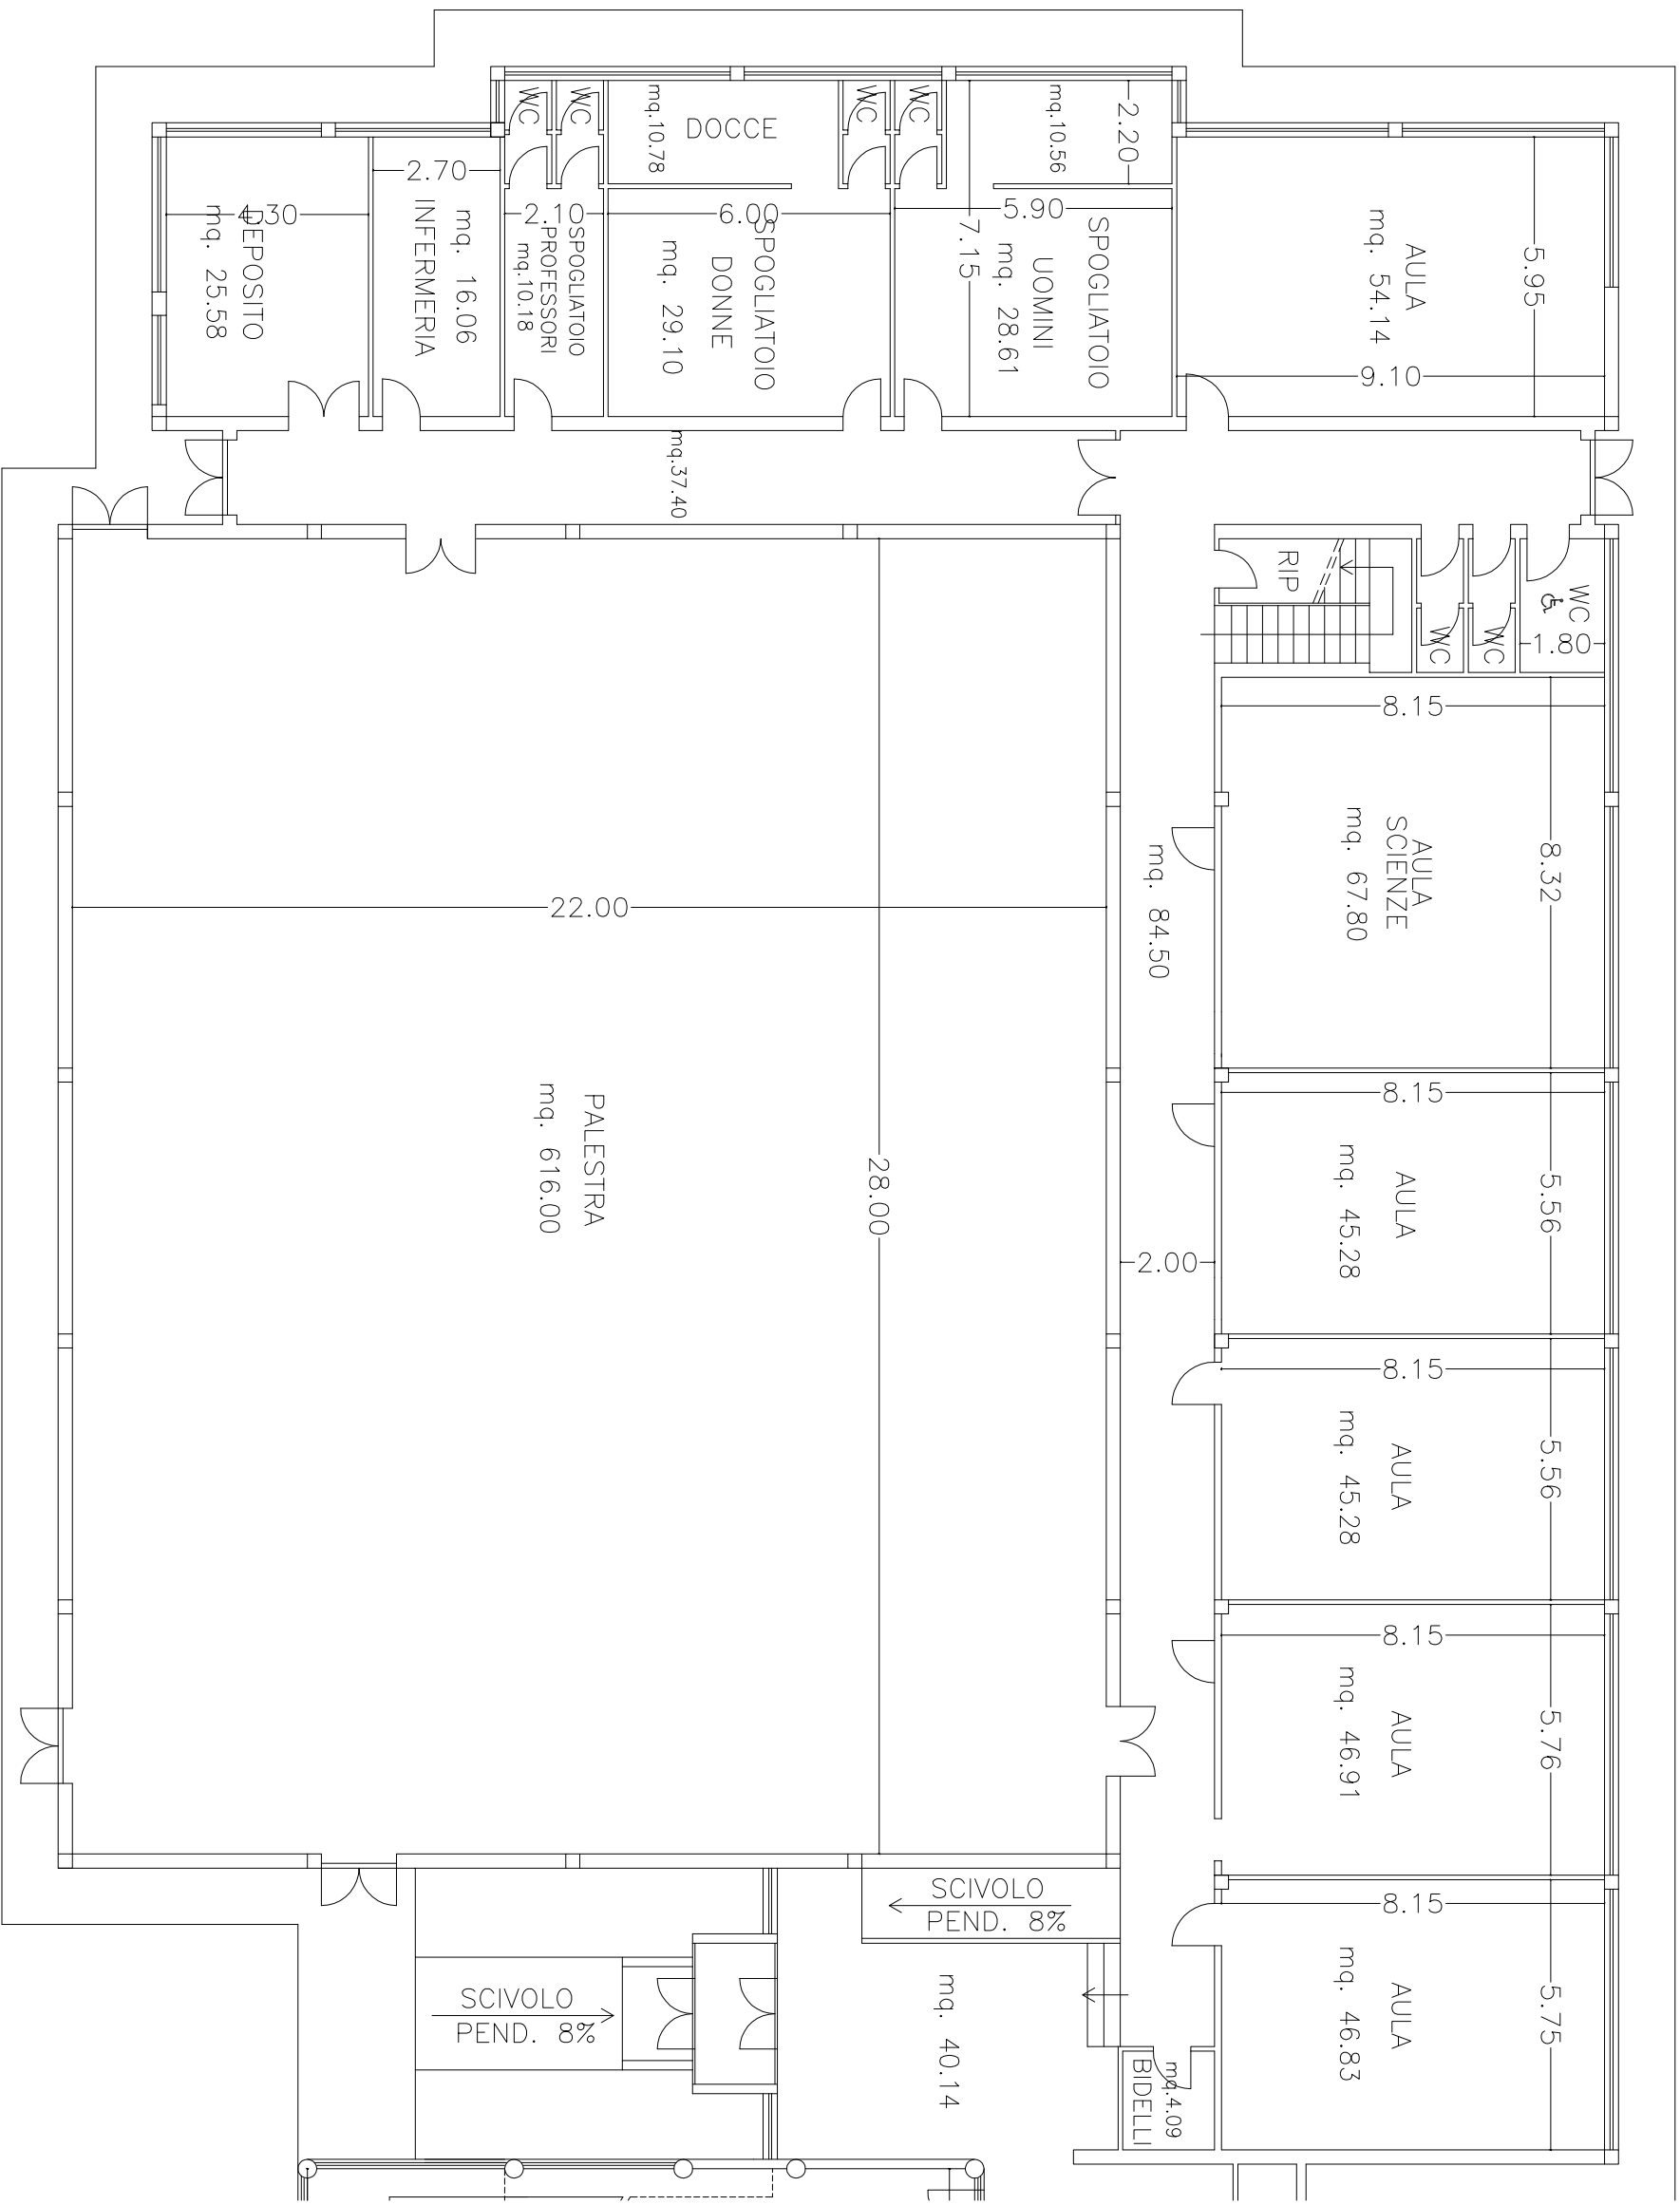 WC
WC
mq.10.78
DOCCE
WC
WC
mq.10.56
2.20
4.30
DEPOSITO
mq. 25.58
2.70
INFERMERIA
mq. 16.06
2.10
SPOGLIATOIO
PROFESSORI
mq.10.18
6.00
SPOGLIATOIO
DONNE
mq. 29.10
5.90
7.15
SPOGLIATOIO
UOMINI
mq. 28.61
AULA
mq. 54.14
5.95
9.10
mq.37.40
RIP
WC
WC
WC
1.80
8.15
AULA
SCIENZE
mq. 67.80
8.32
mq. 84.50
22.00
28.00
PALESTRA
mq. 616.00
2.00
8.15
AULA
mq. 45.28
5.56
8.15
AULA
mq. 45.28
5.56
8.15
AULA
mq. 46.91
5.76
8.15
AULA
mq. 46.83
5.75
SCIVOLO
PEND. 8%
SCIVOLO
PEND. 8%
mq. 40.14
mq.4.09
BIDELLI